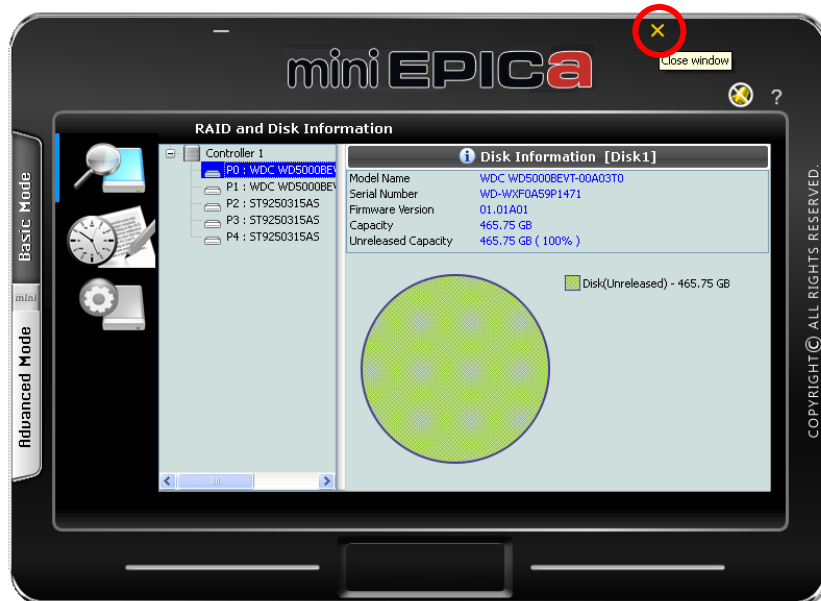 mini EPICa
Close window
?
RAID and Disk Information
Basic Mode
mini
Advanced Mode
Controller 1
P0 : WDC WD5000BEV
P1 : WDC WD5000BE
P2 : ST9250315AS
P3 : ST9250315AS
P4 : ST9250315AS
Disk Information [Disk1]
Model Name WDC WD5000BEVT-00A03T0
Serial Number WD-WXF0A59P1471
Firmware Version 01.01A01
Capacity 465.75 GB
Unreleased Capacity 465.75 GB ( 100% )
Disk(Unreleased) - 465.75 GB
COPYRIGHT© ALL RIGHTS RESERVED.